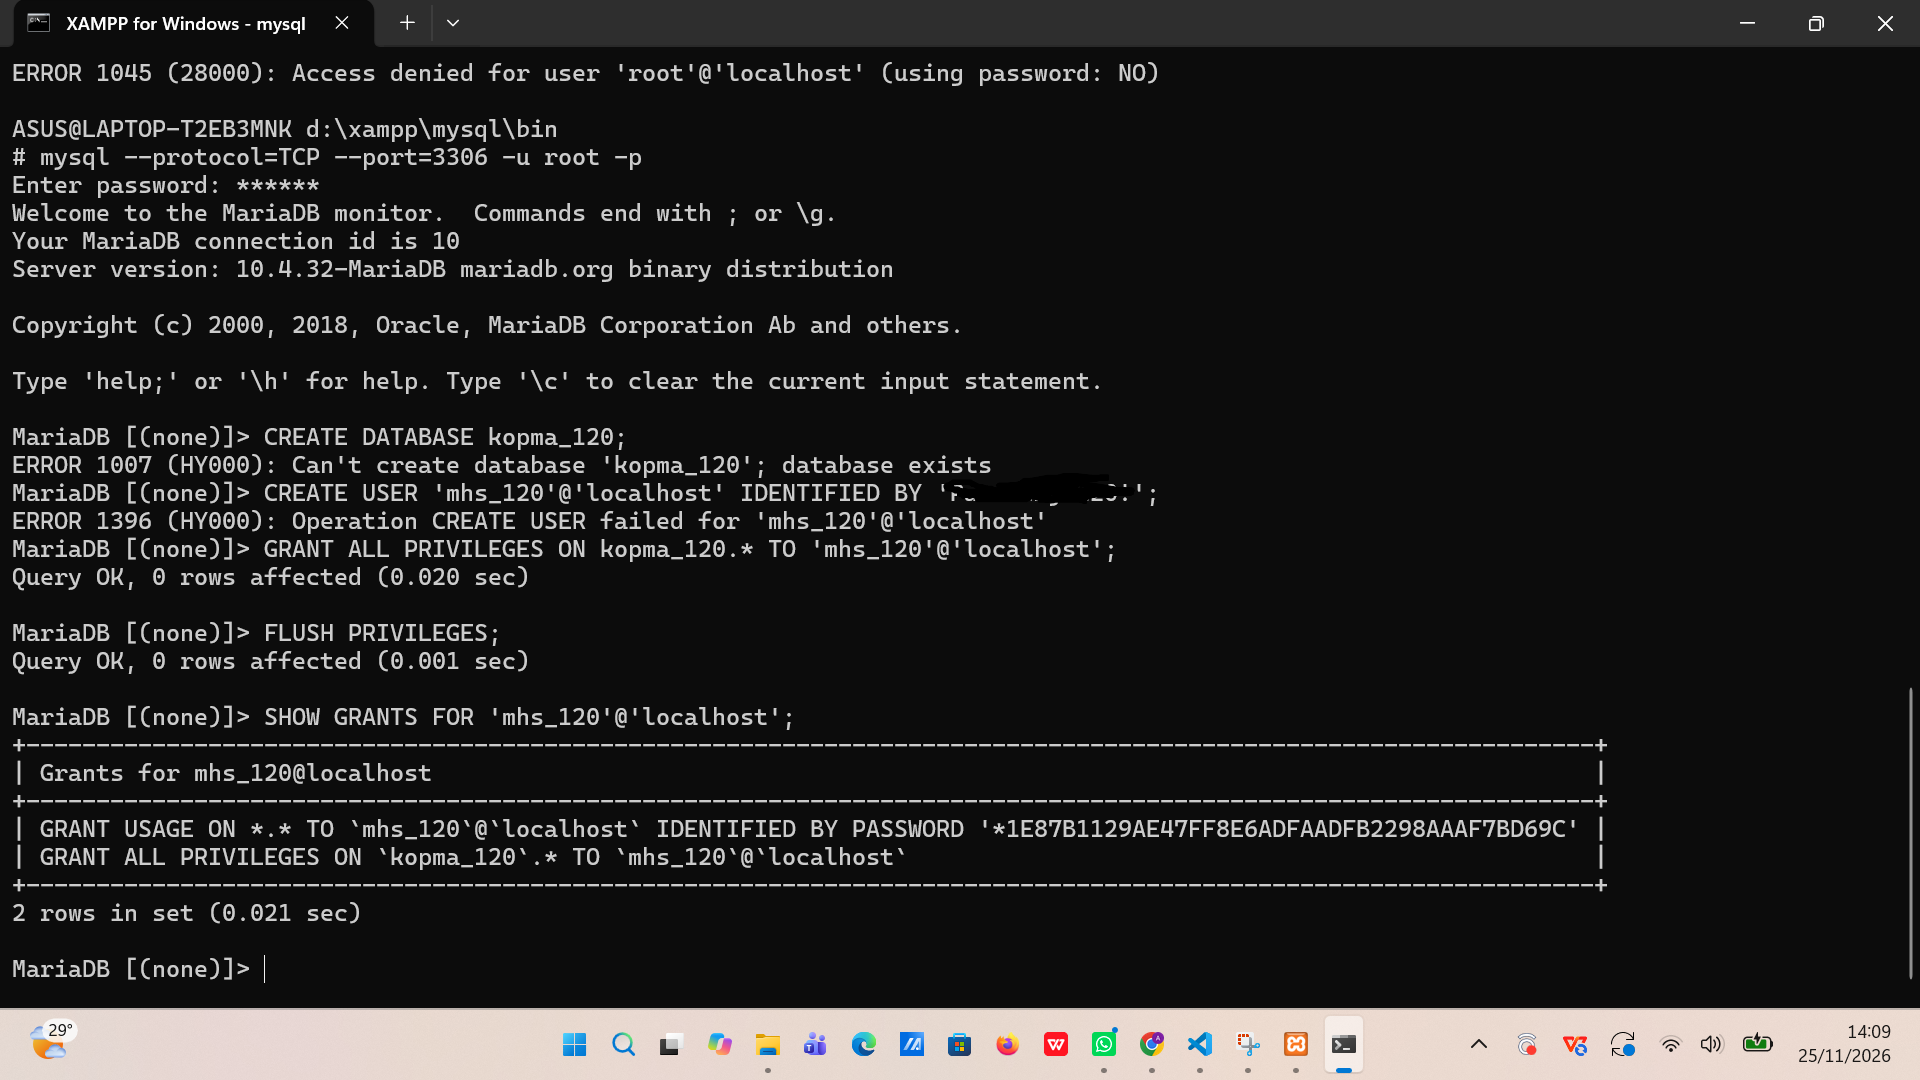 XAMPP for Windows - mysql
ERROR 1045 (28000): Access denied for user 'root'@'localhost' (using password: NO)
ASUS@LAPTOP-T2EB3MNK d:\xampp\mysql\bin
# mysql --protocol=TCP --port=3306 -u root -p
Enter password: ******
Welcome to the MariaDB monitor.  Commands end with ; or \g.
Your MariaDB connection id is 10
Server version: 10.4.32-MariaDB mariadb.org binary distribution
Copyright (c) 2000, 2018, Oracle, MariaDB Corporation Ab and others.
Type 'help;' or '\h' for help. Type '\c' to clear the current input statement.
MariaDB [(none)]> CREATE DATABASE kopma_120;
ERROR 1007 (HY000): Can't create database 'kopma_120'; database exists
MariaDB [(none)]> CREATE USER 'mhs_120'@'localhost' IDENTIFIED BY ';
ERROR 1396 (HY000): Operation CREATE USER failed for 'mhs_120'@'localhost'
MariaDB [(none)]> GRANT ALL PRIVILEGES ON kopma_120.* TO 'mhs_120'@'localhost';
Query OK, 0 rows affected (0.020 sec)
MariaDB [(none)]> FLUSH PRIVILEGES;
Query OK, 0 rows affected (0.001 sec)
MariaDB [(none)]> SHOW GRANTS FOR 'mhs_120'@'localhost';
| Grants for mhs_120@localhost |
| GRANT USAGE ON *.* TO `mhs_120`@`localhost` IDENTIFIED BY PASSWORD '*1E87B1129AE47FF8E6ADFAADFB2298AAAF7BD69C' |
| GRANT ALL PRIVILEGES ON `kopma_120`.* TO `mhs_120`@`localhost` |
2 rows in set (0.021 sec)
MariaDB [(none)]>
29°
14:09
25/11/2026